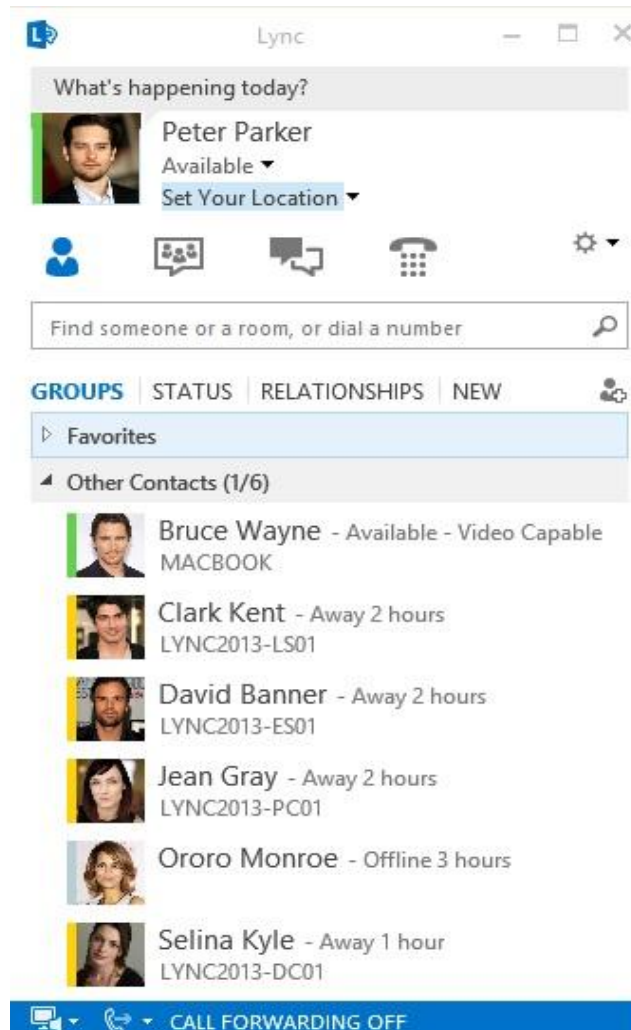 Lync
What's happening today?
Peter Parker
Available
Set Your Location
Find someone or a room, or dial a number
GROUPS STATUS RELATIONSHIPS NEW
Favorites
Other Contacts (1/6)
Bruce Wayne - Available - Video Capable
MACBOOK
Clark Kent - Away 2 hours
LYNC2013-LS01
David Banner - Away 2 hours
LYNC2013-ES01
Jean Gray - Away 2 hours
LYNC2013-PC01
Ororo Monroe - Offline 3 hours
Selina Kyle - Away 1 hour
LYNC2013-DC01
CALL FORWARDING OFF